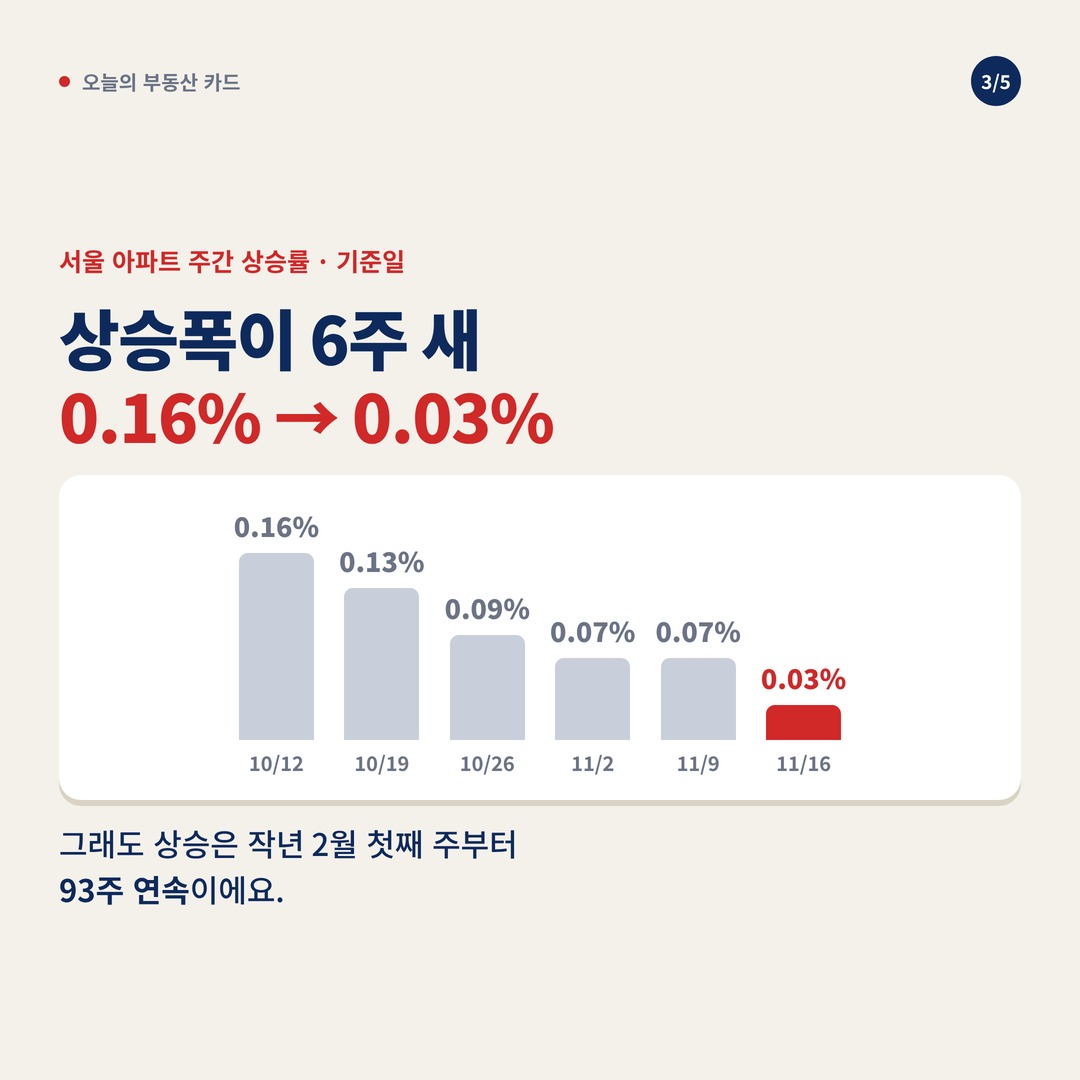 오늘의 부동산 카드
3/5
서울 아파트 주간 상승률 · 기준일
상승폭이 6주 새
0.16% → 0.03%
0.16%
0.13%
0.09%
0.07%
0.07%
0.03%
10/12
10/19
10/26
11/2
11/9
11/16
그래도 상승은 작년 2월 첫째 주부터
93주 연속이에요.